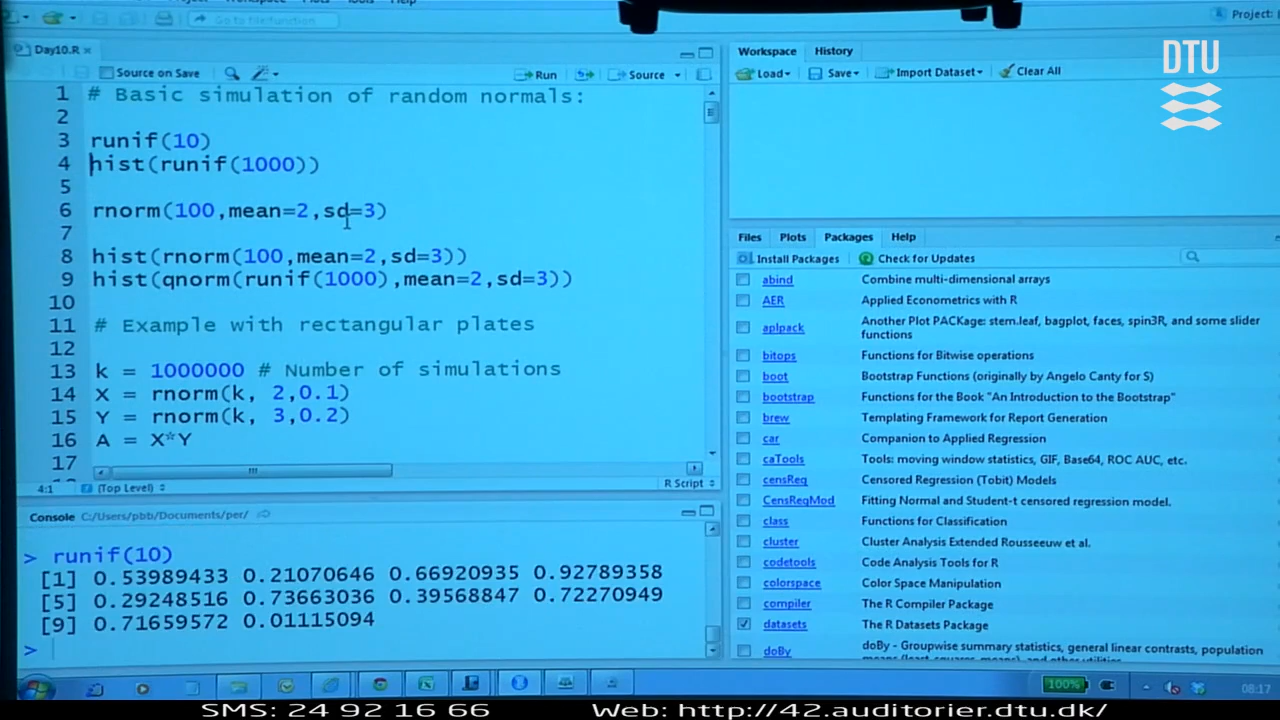 Go to file/function
Project:
Day10.R
Source on Save
Run
Source
1 # Basic simulation of random normals:
2
3 runif(10)
4 hist(runif(1000))
5
6 rnorm(100,mean=2,sd=3)
7
8 hist(rnorm(100,mean=2,sd=3))
9 hist(qnorm(runif(1000),mean=2,sd=3))
10
11 # Example with rectangular plates
12
13 k = 1000000 # Number of simulations
14 X = rnorm(k, 2,0.1)
15 Y = rnorm(k, 3,0.2)
16 A = X*Y
17
4:1 (Top Level) R Script
Console C:/Users/pbb/Documents/per/
> runif(10)
[1] 0.53989433 0.21070646 0.66920935 0.92789358
[5] 0.29248516 0.73663036 0.39568847 0.72270949
[9] 0.71659572 0.01115094
>
Workspace History
Load Save Import Dataset Clear All
DTU
Files Plots Packages Help
Install Packages Check for Updates
abind Combine multi-dimensional arrays
AER Applied Econometrics with R
aplpack Another Plot PACKage: stem.leaf, bagplot, faces, spin3R, and some slider
functions
bitops Functions for Bitwise operations
boot Bootstrap Functions (originally by Angelo Canty for S)
bootstrap Functions for the Book "An Introduction to the Bootstrap"
brew Templating Framework for Report Generation
car Companion to Applied Regression
caTools Tools: moving window statistics, GIF, Base64, ROC AUC, etc.
censReg Censored Regression (Tobit) Models
CensRegMod Fitting Normal and Student-t censored regression model.
class Functions for Classification
cluster Cluster Analysis Extended Rousseeuw et al.
codetools Code Analysis Tools for R
colorspace Color Space Manipulation
compiler The R Compiler Package
datasets The R Datasets Package
doBy doBy - Groupwise summary statistics, general linear contrasts, population
means (least-squares-means), and other utilities
100% 08:17
SMS: 24 92 16 66 Web: http://42.auditorier.dtu.dk/